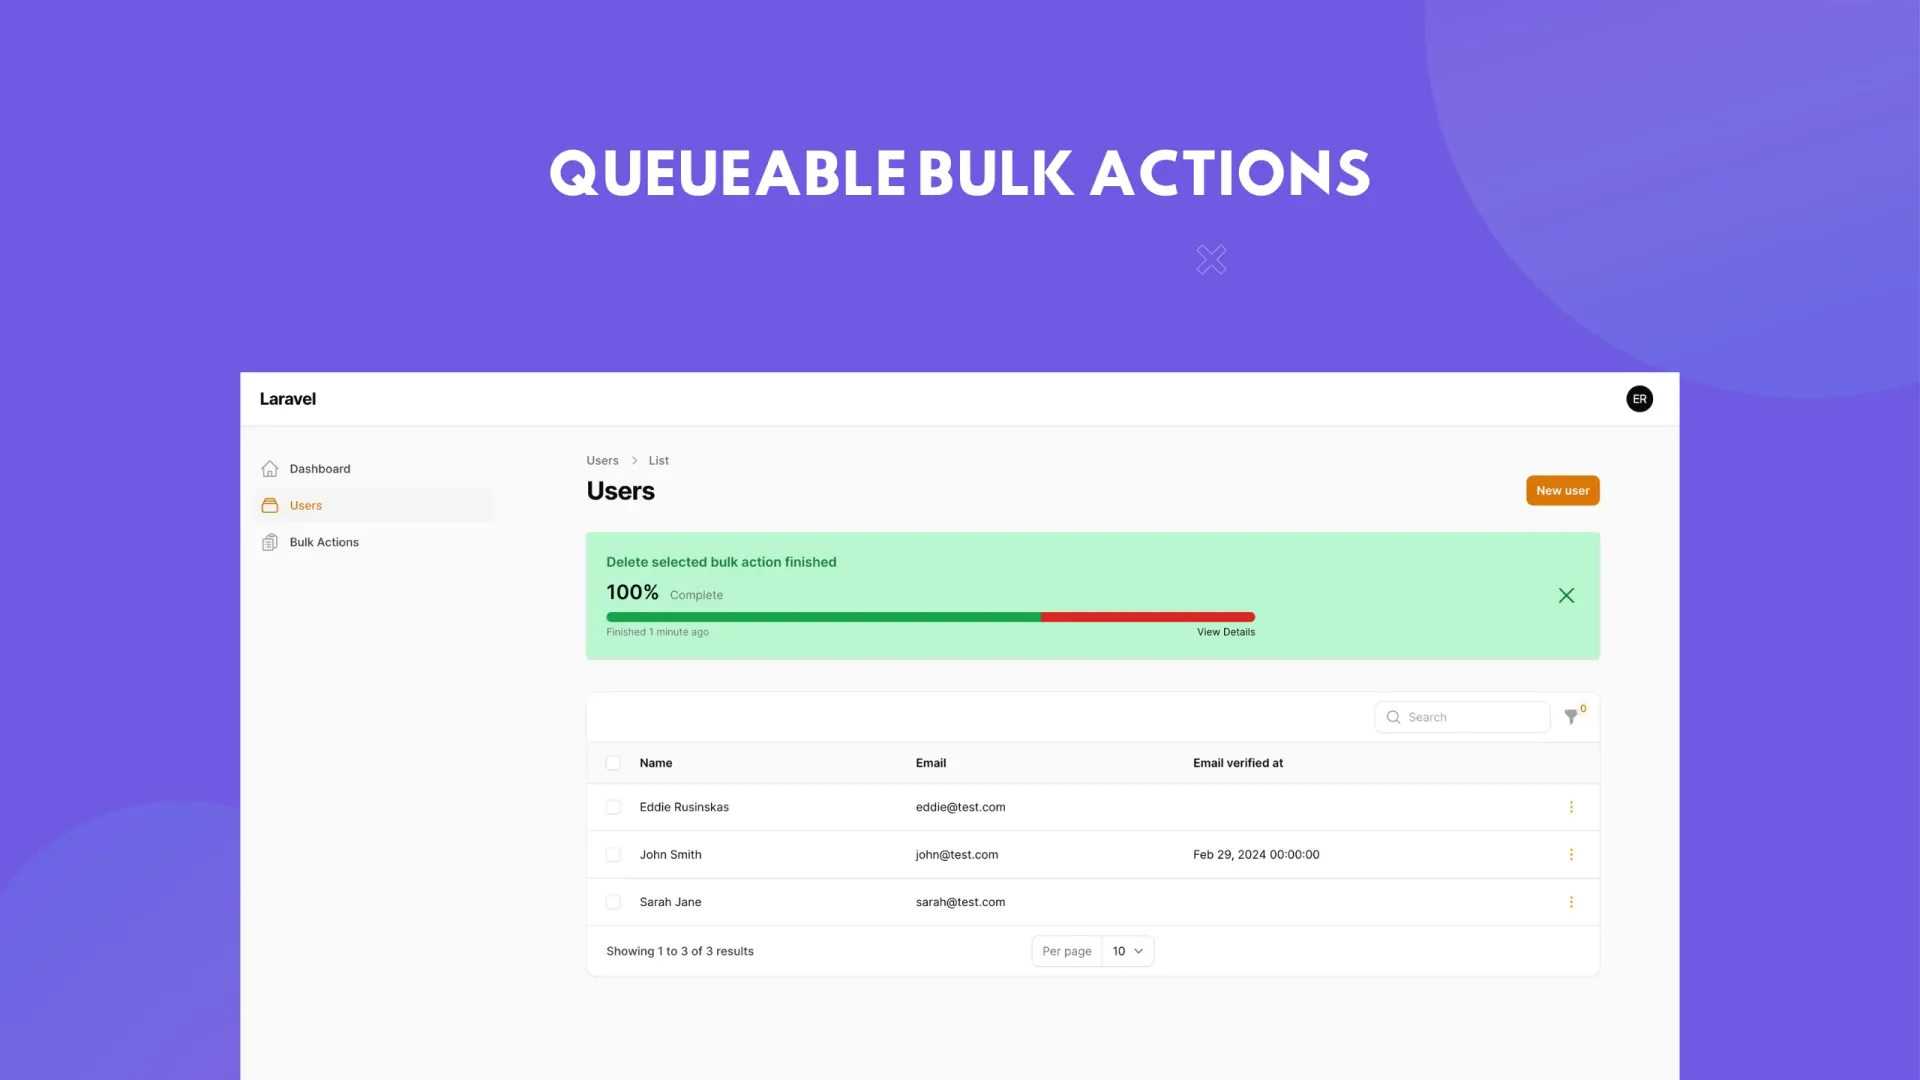 QUEUEABLE BULK ACTIONS
Laravel
ER
Dashboard
Users
Bulk Actions
Users > List
Users
New user
Delete selected bulk action finished
100% Complete
Finished 1 minute ago
View Details
Search
0
Name Email Email verified at
Eddie Rusinskas eddie@test.com
John Smith john@test.com Feb 29, 2024 00:00:00
Sarah Jane sarah@test.com
Showing 1 to 3 of 3 results
Per page 10